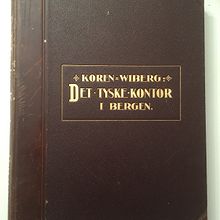 KOREN-WIBERG:
DET·TYSKE·KONTOR
I BERGEN.